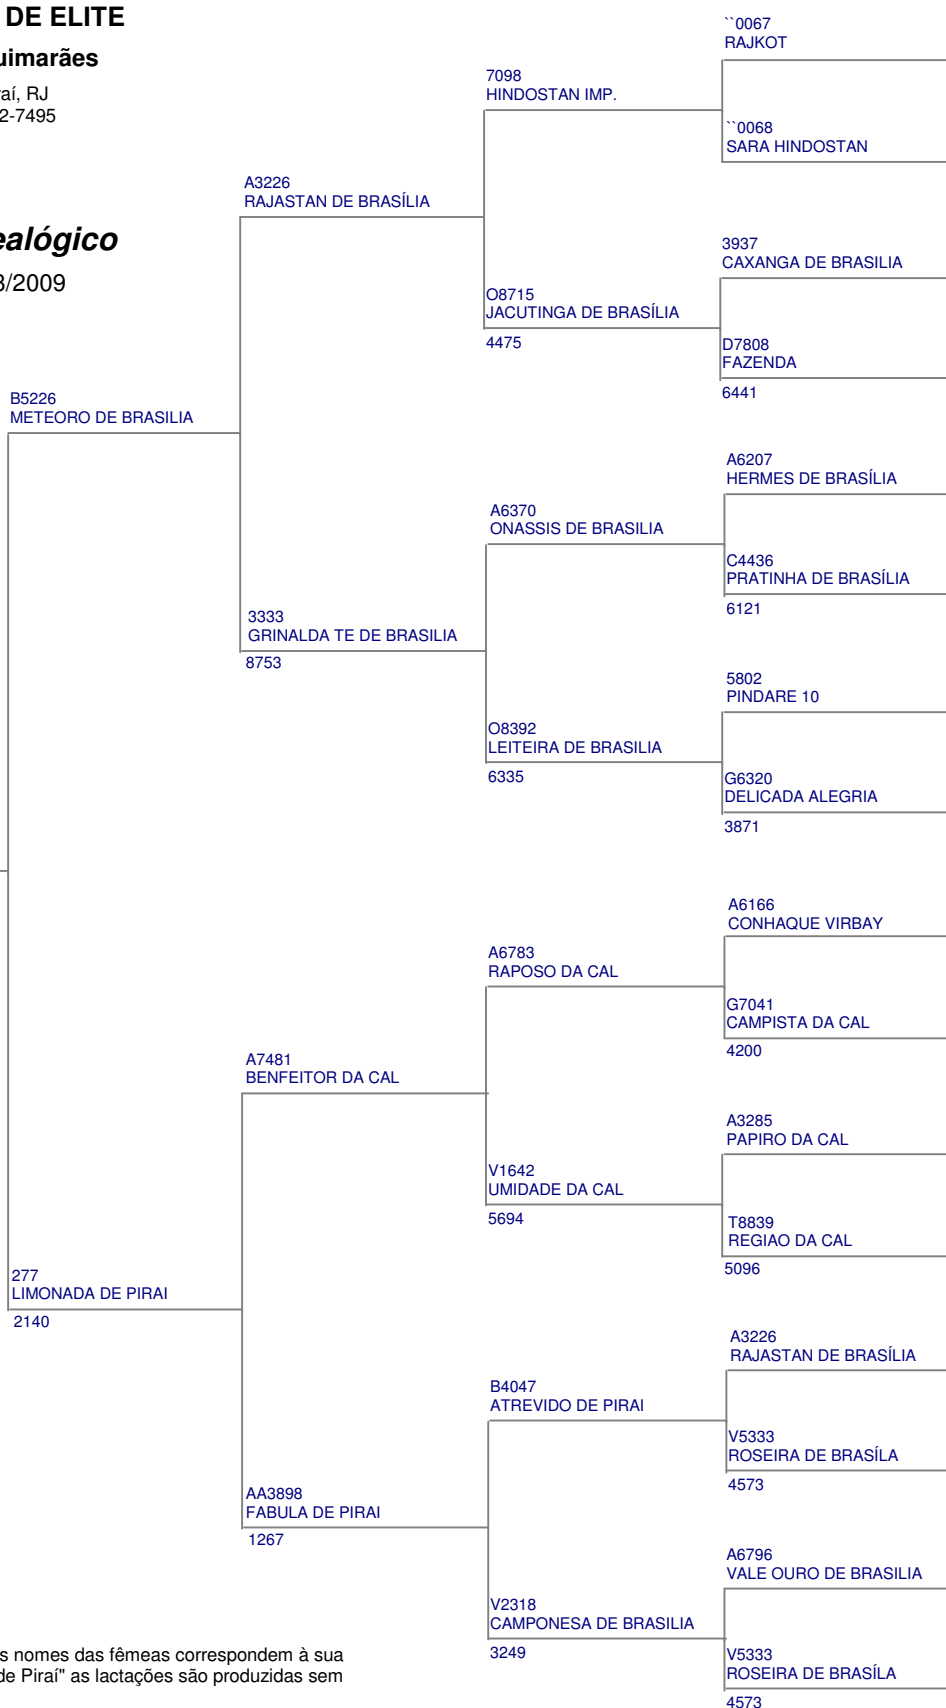 DE ELITE
uimarães
aí, RJ
2-7495
ealógico
3/2009
``0067
RAJKOT
7098
HINDOSTAN IMP.
``0068
SARA HINDOSTAN
A3226
RAJASTAN DE BRASÍLIA
3937
CAXANGA DE BRASILIA
O8715
JACUTINGA DE BRASÍLIA
4475
D7808
FAZENDA
6441
B5226
METEORO DE BRASILIA
A6207
HERMES DE BRASÍLIA
A6370
ONASSIS DE BRASILIA
C4436
PRATINHA DE BRASÍLIA
6121
3333
GRINALDA TE DE BRASILIA
8753
5802
PINDARE 10
O8392
LEITEIRA DE BRASILIA
6335
G6320
DELICADA ALEGRIA
3871
A6166
CONHAQUE VIRBAY
A6783
RAPOSO DA CAL
G7041
CAMPISTA DA CAL
4200
A7481
BENFEITOR DA CAL
A3285
PAPIRO DA CAL
V1642
UMIDADE DA CAL
5694
T8839
REGIAO DA CAL
5096
277
LIMONADA DE PIRAI
2140
A3226
RAJASTAN DE BRASÍLIA
B4047
ATREVIDO DE PIRAI
V5333
ROSEIRA DE BRASÍLA
4573
AA3898
FABULA DE PIRAI
1267
A6796
VALE OURO DE BRASILIA
V2318
CAMPONESA DE BRASILIA
3249
V5333
ROSEIRA DE BRASÍLA
4573
s nomes das fêmeas correspondem à sua
de Piraí" as lactações são produzidas sem